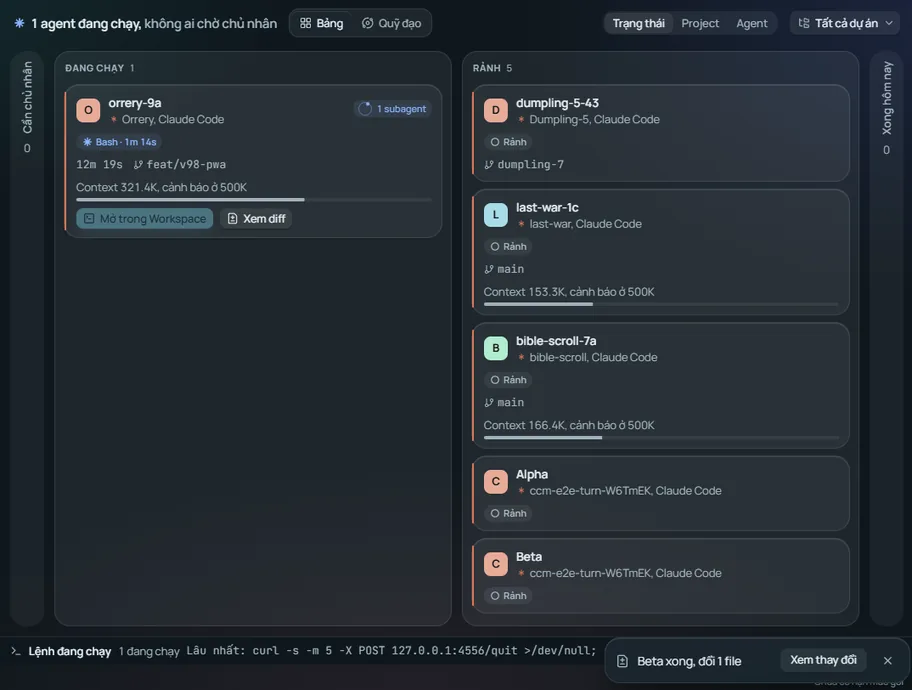 1 agent đang chạy, không ai chờ chủ nhân
Bảng
Quỹ đạo
Trạng thái
Project
Agent
Tất cả dự án
Cần chủ nhân
0
ĐANG CHẠY 1
O
orrery-9a
Orrery, Claude Code
1 subagent
Bash · 1m 14s
12m 19s feat/v98-pwa
Context 321.4K, cảnh báo ở 500K
Mở trong Workspace
Xem diff
RẢNH 5
D
dumpling-5-43
Dumpling-5, Claude Code
Rảnh
dumpling-7
L
last-war-1c
last-war, Claude Code
Rảnh
main
Context 153.3K, cảnh báo ở 500K
B
bible-scroll-7a
bible-scroll, Claude Code
Rảnh
main
Context 166.4K, cảnh báo ở 500K
C
Alpha
ccm-e2e-turn-W6TmEK, Claude Code
Rảnh
C
Beta
ccm-e2e-turn-W6TmEK, Claude Code
Rảnh
Xong hôm nay
0
Lệnh đang chạy 1 đang chạy Lâu nhất: curl -s -m 5 -X POST 127.0.0.1:4556/quit >/dev/null;
Beta xong, đổi 1 file
Xem thay đổi